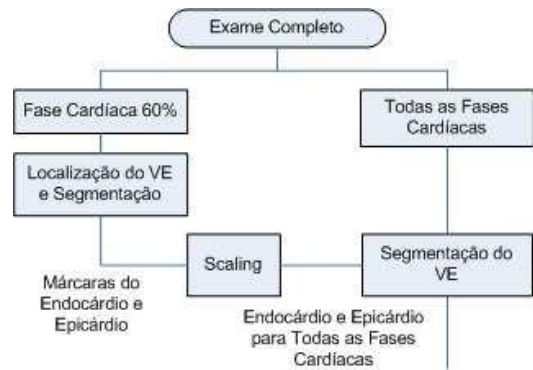 Exame Completo
Fase Cardíaca 60%
Todas as Fases
Cardíacas
Localização do VE
e Segmentação
Scaling
Segmentação do
VE
Márcaras do
Endocárdio e
Epicárdio
Endocárdio e Epicárdio
para Todas as Fases
Cardíacas